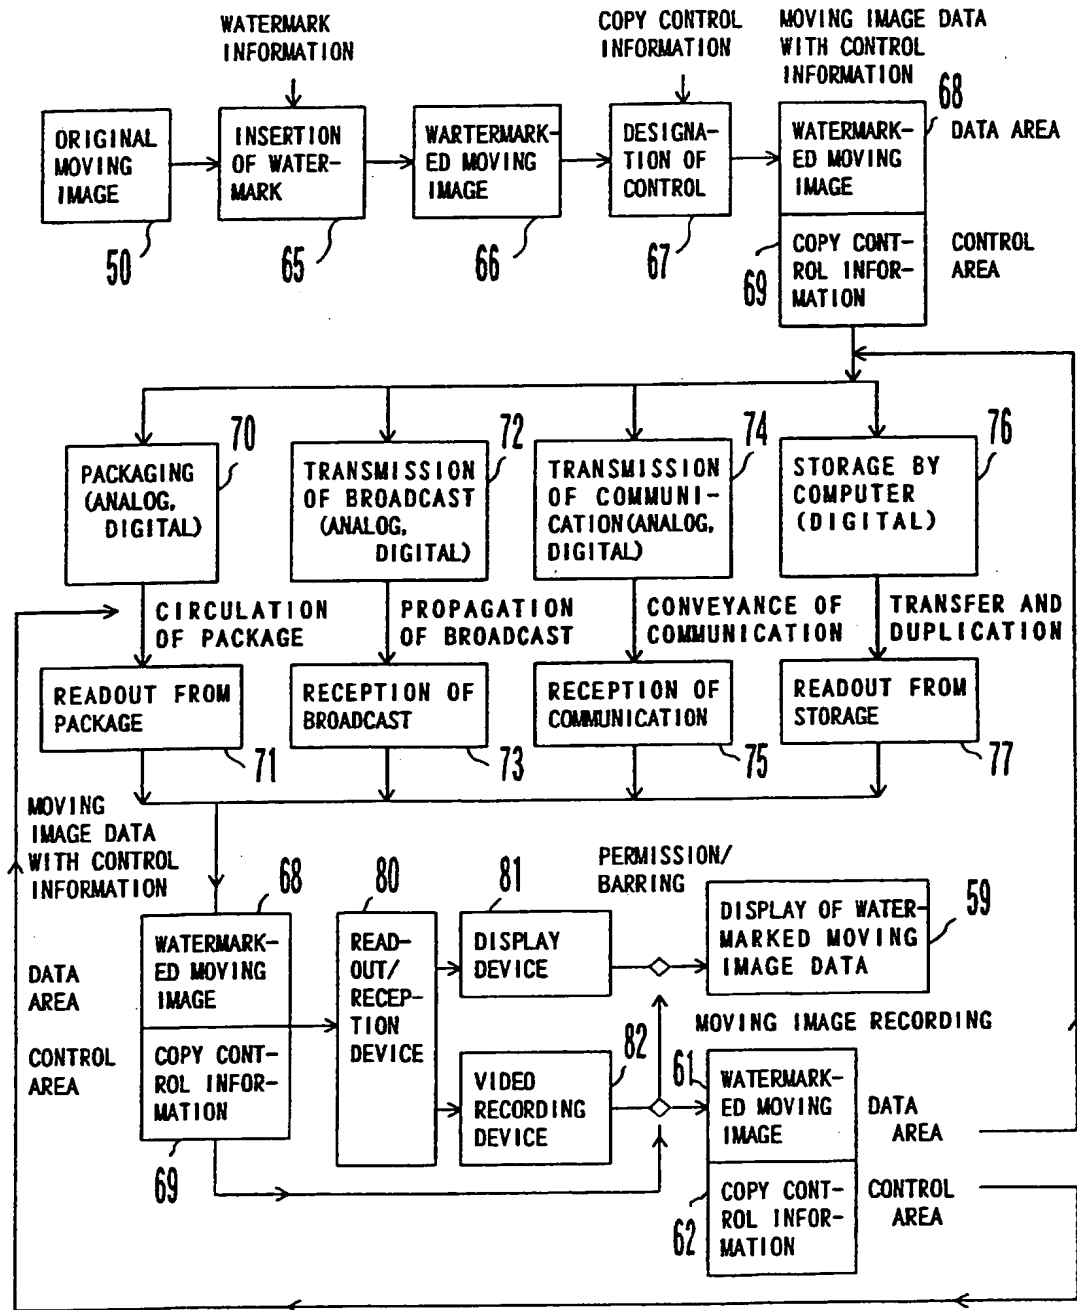 WATERMARK
INFORMATION
COPY CONTROL
INFORMATION
MOVING IMAGE DATA
WITH CONTROL
INFORMATION
68
ORIGINAL
MOVING
IMAGE
50
INSERTION
OF WATER-
MARK
65
WARTERMARK-
ED MOVING
IMAGE
66
DESIGNA-
TION OF
CONTROL
67
WATERMARK-
ED MOVING
IMAGE
DATA AREA
69
COPY CONT-
ROL INFOR-
MATION
CONTROL
AREA
70
PACKAGING
(ANALOG,
DIGITAL)
72
TRANSMISSION
OF BROADCAST
(ANALOG,
DIGITAL)
74
TRANSMISSION
OF COMMUNI-
CATION(ANALOG,
DIGITAL)
76
STORAGE BY
COMPUTER
(DIGITAL)
CIRCULATION
OF PACKAGE
PROPAGATION
OF BROADCAST
CONVEYANCE OF
COMMUNICATION
TRANSFER AND
DUPLICATION
READOUT FROM
PACKAGE
71
RECEPTION OF
BROADCAST
73
RECEPTION OF
COMMUNICATION
75
READOUT FROM
STORAGE
77
MOVING
IMAGE DATA
WITH CONTROL
INFORMATION
68
WATERMARK-
ED MOVING
IMAGE
DATA
AREA
COPY CONT-
ROL INFOR-
MATION
CONTROL
AREA
69
80
READ-
OUT/
RECEP-
TION
DEVICE
81
DISPLAY
DEVICE
PERMISSION/
BARRING
DISPLAY OF WATER-
MARKED MOVING
IMAGE DATA
59
82
VIDEO
RECORDING
DEVICE
MOVING IMAGE RECORDING
61
WATERMARK-
ED MOVING
IMAGE
DATA
AREA
62
COPY CONT-
ROL INFOR-
MATION
CONTROL
AREA